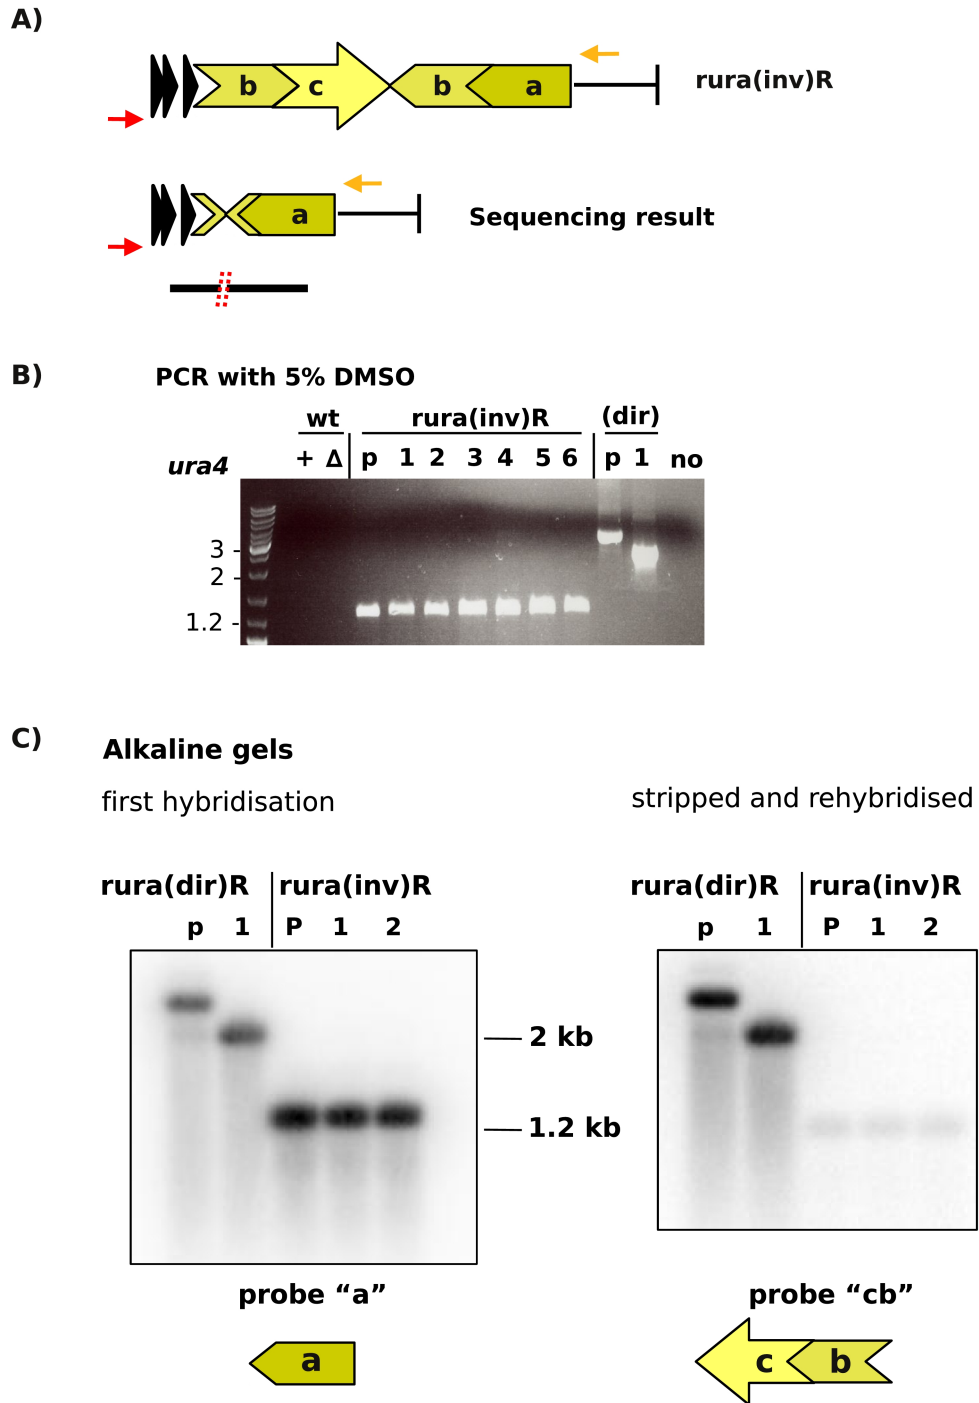 A)
b c b a rura(inv)R
a Sequencing result
B) PCR with 5% DMSO
wt rura(inv)R (dir)
ura4 + Δ p 1 2 3 4 5 6 p 1 no
3 -
2 -
1.2 -
C) Alkaline gels
first hybridisation stripped and rehybridised
rura(dir)R rura(inv)R rura(dir)R rura(inv)R
p 1 P 1 2 p 1 P 1 2
2 kb
1.2 kb
probe “a” probe “cb”
a c b